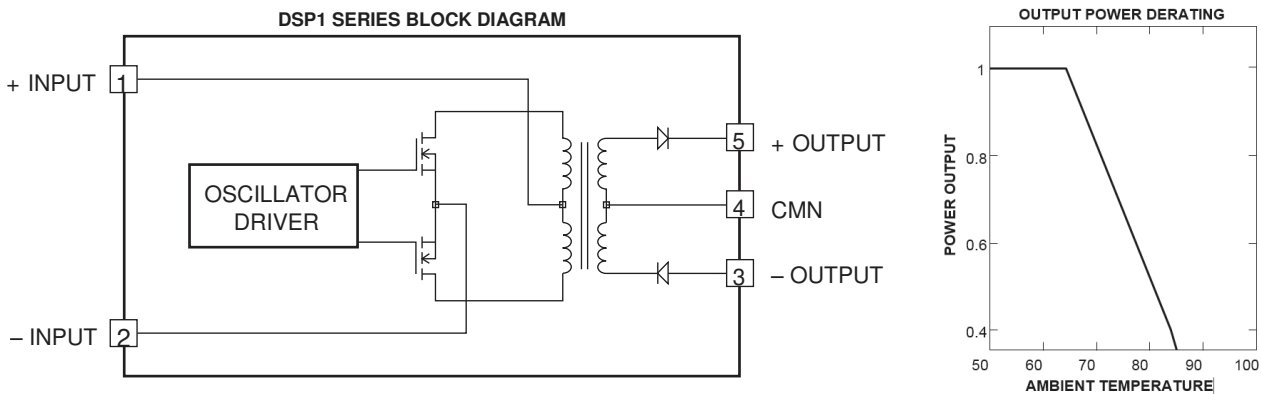 DSP1 SERIES BLOCK DIAGRAM
+ INPUT
1
OSCILLATOR
DRIVER
– INPUT
2
5
+ OUTPUT
4
CMN
3
– OUTPUT
OUTPUT POWER DERATING
POWER OUTPUT
1
0.8
0.6
0.4
50 60 70 80 90 100
AMBIENT TEMPERATURE